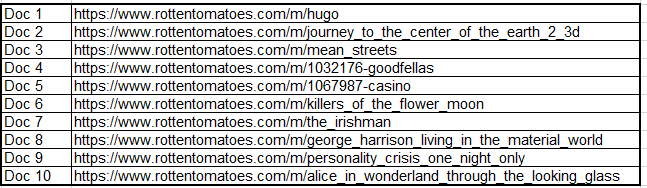 Doc 1 https://www.rottentomatoes.com/m/hugo
Doc 2 https://www.rottentomatoes.com/m/journey_to_the_center_of_the_earth_2_3d
Doc 3 https://www.rottentomatoes.com/m/mean_streets
Doc 4 https://www.rottentomatoes.com/m/1032176-goodfellas
Doc 5 https://www.rottentomatoes.com/m/1067987-casino
Doc 6 https://www.rottentomatoes.com/m/killers_of_the_flower_moon
Doc 7 https://www.rottentomatoes.com/m/the_irishman
Doc 8 https://www.rottentomatoes.com/m/george_harrison_living_in_the_material_world
Doc 9 https://www.rottentomatoes.com/m/personality_crisis_one_night_only
Doc 10 https://www.rottentomatoes.com/m/alice_in_wonderland_through_the_looking_glass